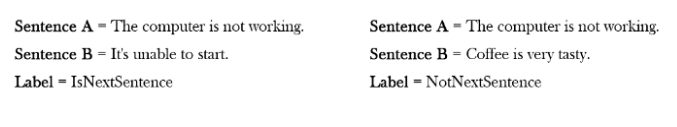 Sentence A = The computer is not working.
Sentence B = It's unable to start.
Label = IsNextSentence
Sentence A = The computer is not working.
Sentence B = Coffee is very tasty.
Label = NotNextSentence